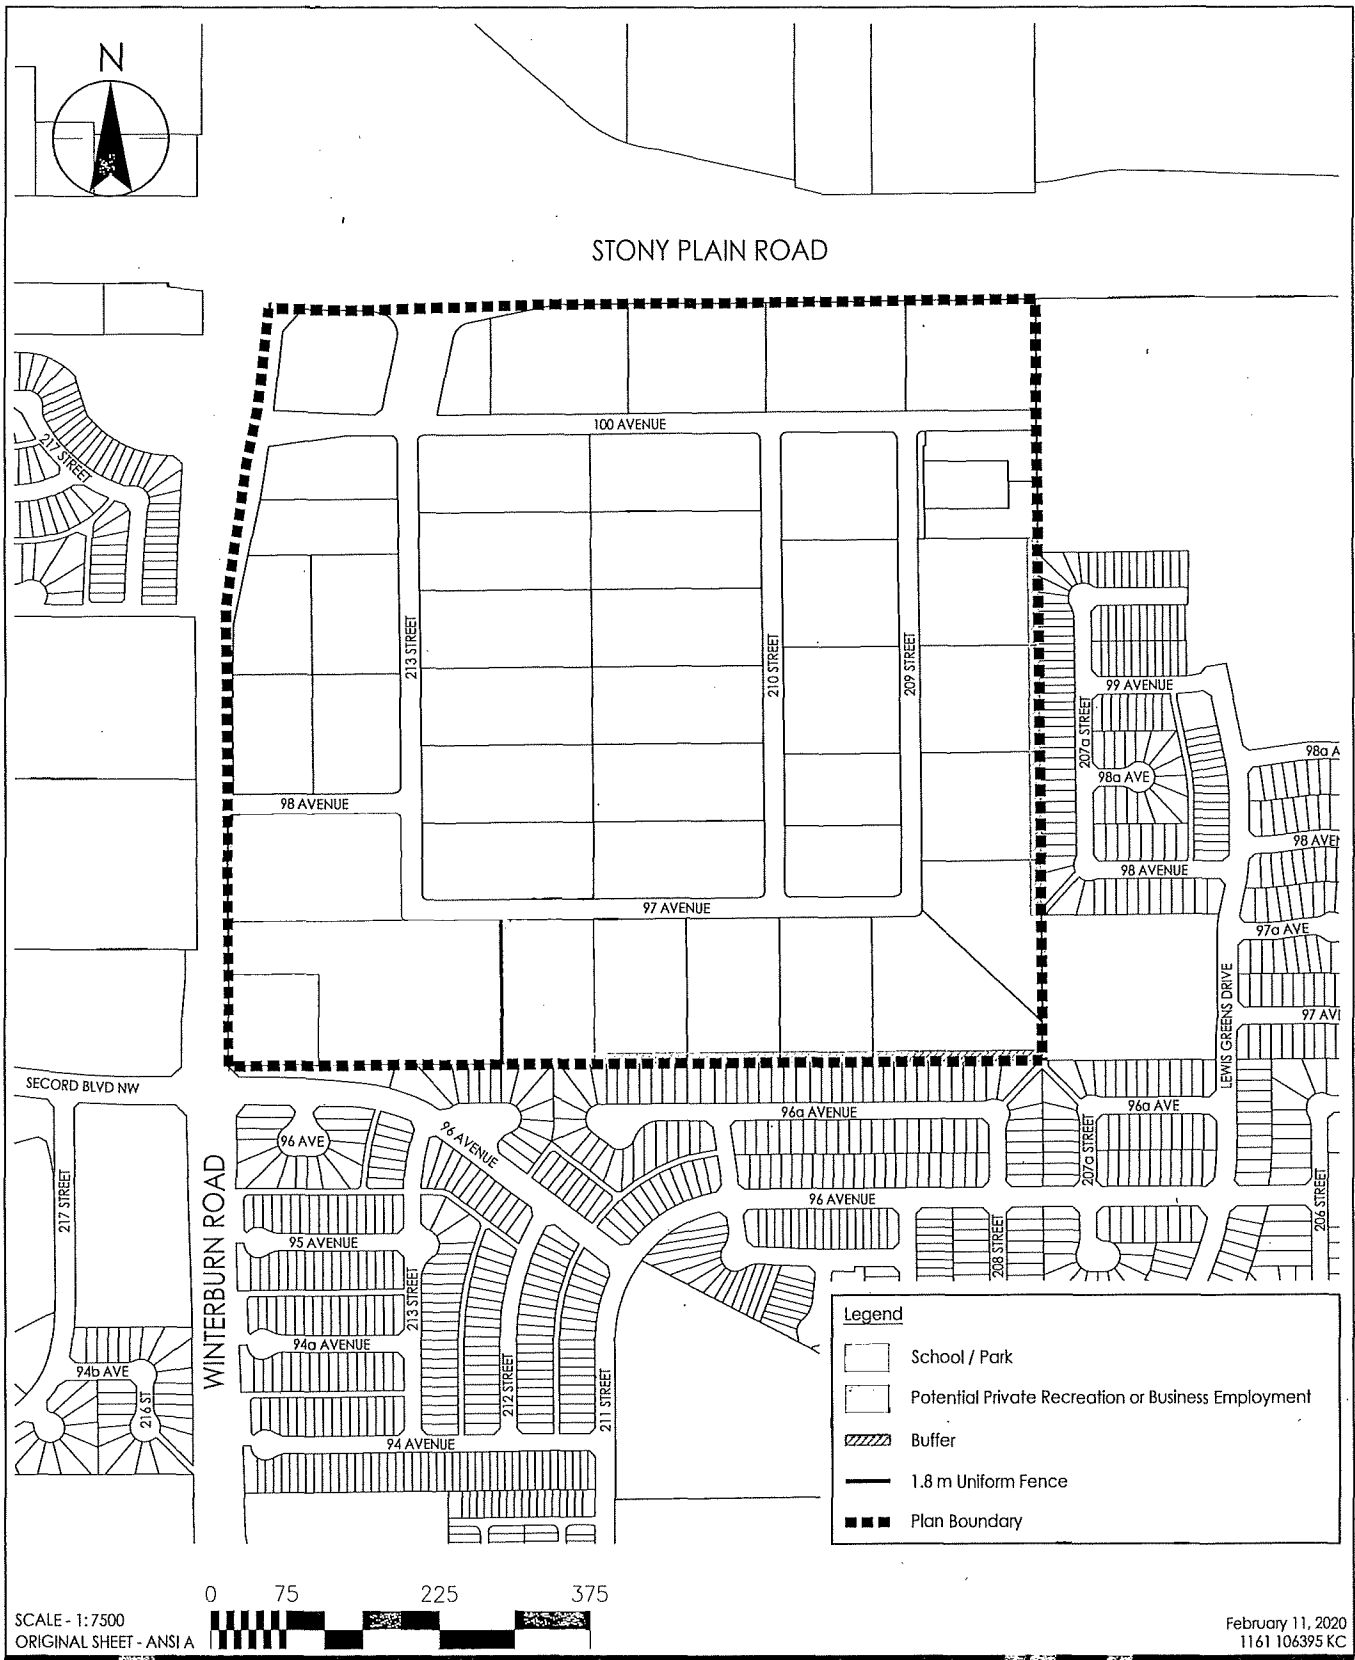 N
STONY PLAIN ROAD
100 AVENUE
217 STREET
213 STREET
210 STREET
209 STREET
99 AVENUE
207a STREET
98a A
98a AVE
98 AVENUE
98 AVEN
98 AVENUE
97 AVENUE
97a AVE
LEWIS GREENS DRIVE
97 AVI
SECORD BLVD NW
96a AVENUE
96a AVE
96 AVE
96 AVENUE
207a STREET
217 STREET
WINTERBURN ROAD
96 AVENUE
206 STREET
95 AVENUE
208 STREET
213 STREET
94a AVENUE
94b AVE
216 ST
212 STREET
211 STREET
94 AVENUE
Legend
School / Park
Potential Private Recreation or Business Employment
Buffer
1.8 m Uniform Fence
Plan Boundary
0 75 225 375
SCALE - 1:7500
ORIGINAL SHEET - ANSI A
February 11, 2020
1161 106395 KC